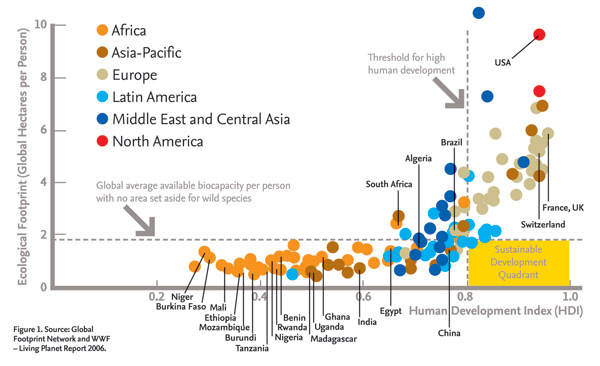 10
8
6
4
2
0
Ecological Footprint (Global Hectares per Person)
Africa
Asia-Pacific
Europe
Latin America
Middle East and Central Asia
North America
Threshold for high
human development
USA
Global average available biocapacity per person
with no area set aside for wild species
South Africa
Algeria
Brazil
France, UK
Switzerland
Sustainable
Development
Quadrant
0.2
0.4
0.6
0.8
1.0
Human Development Index (HDI)
Niger
Burkina Faso
Mali
Ethiopia
Mozambique
Burundi
Tanzania
Benin
Rwanda
Nigeria
Ghana
Uganda
Madagascar
India
Egypt
China
Figure 1. Source: Global
Footprint Network and WWF
– Living Planet Report 2006.